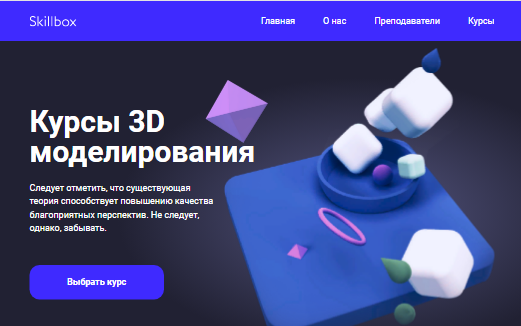 Skillbox
Главная О нас Преподаватели Курсы
Курсы 3D
моделирования
Следует отметить, что существующая
теория способствует повышению качества
благоприятных перспектив. Не следует,
однако, забывать.
Выбрать курс